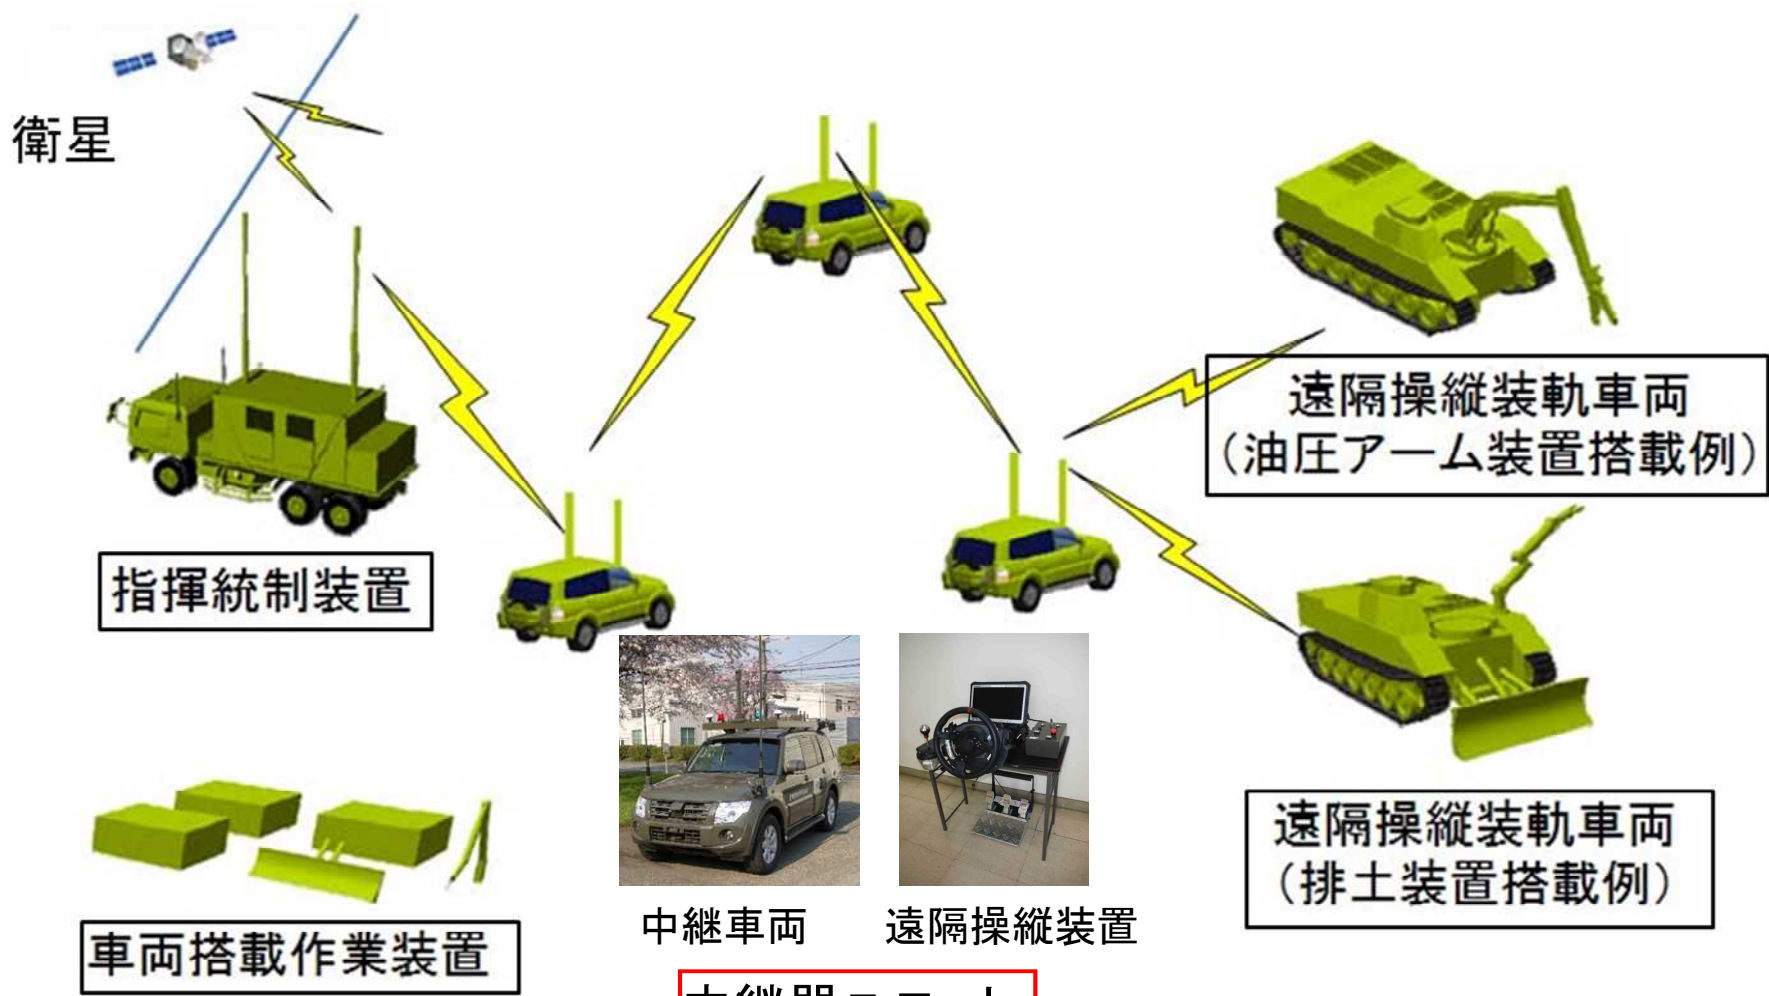 衛星
指揮統制装置
遠隔操縦装軌車両
（油圧アーム装置搭載例）
遠隔操縦装軌車両
（排土装置搭載例）
車両搭載作業装置
中継車両
遠隔操縦装置